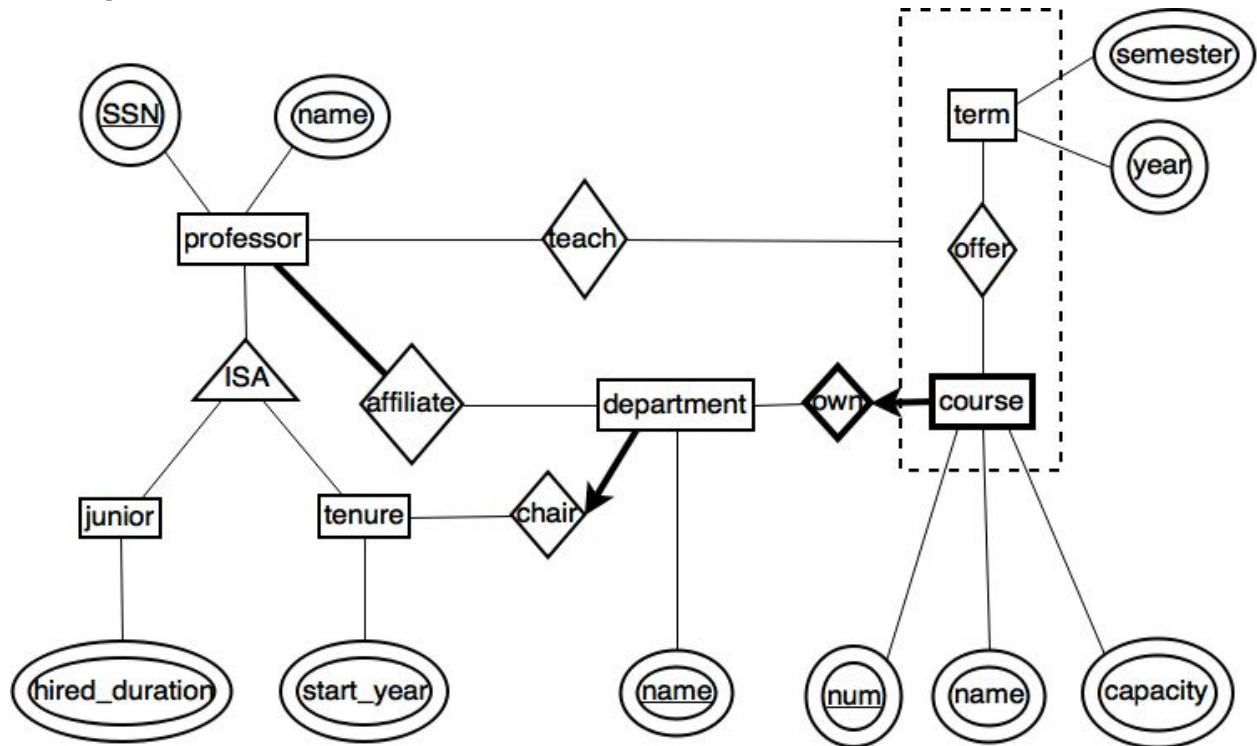 semester
SSN
name
term
year
professor
teach
offer
ISA
affiliate
department
own
course
junior
tenure
chair
hired_duration
start_year
name
num
name
capacity